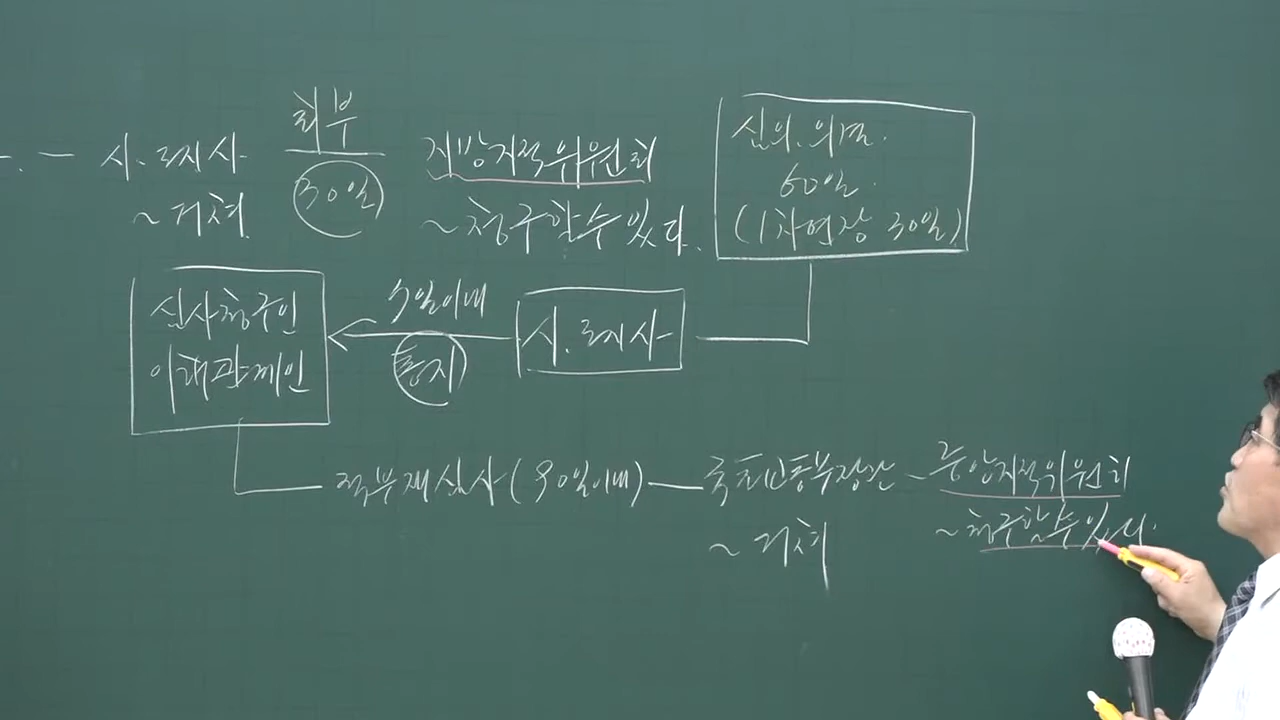 시.도지사 회부 지방지적위원회
~거쳐 30일 ~청구할 수 있다.
심의.의결.
60일.
(1차연장 30일)
심사청구인
이해관계인
7일이내
통지
시.도지사
적부재심사(90일이내) 국토교통부장관 ~ 중앙지적위원회
~거쳐 ~청구할 수 있다.